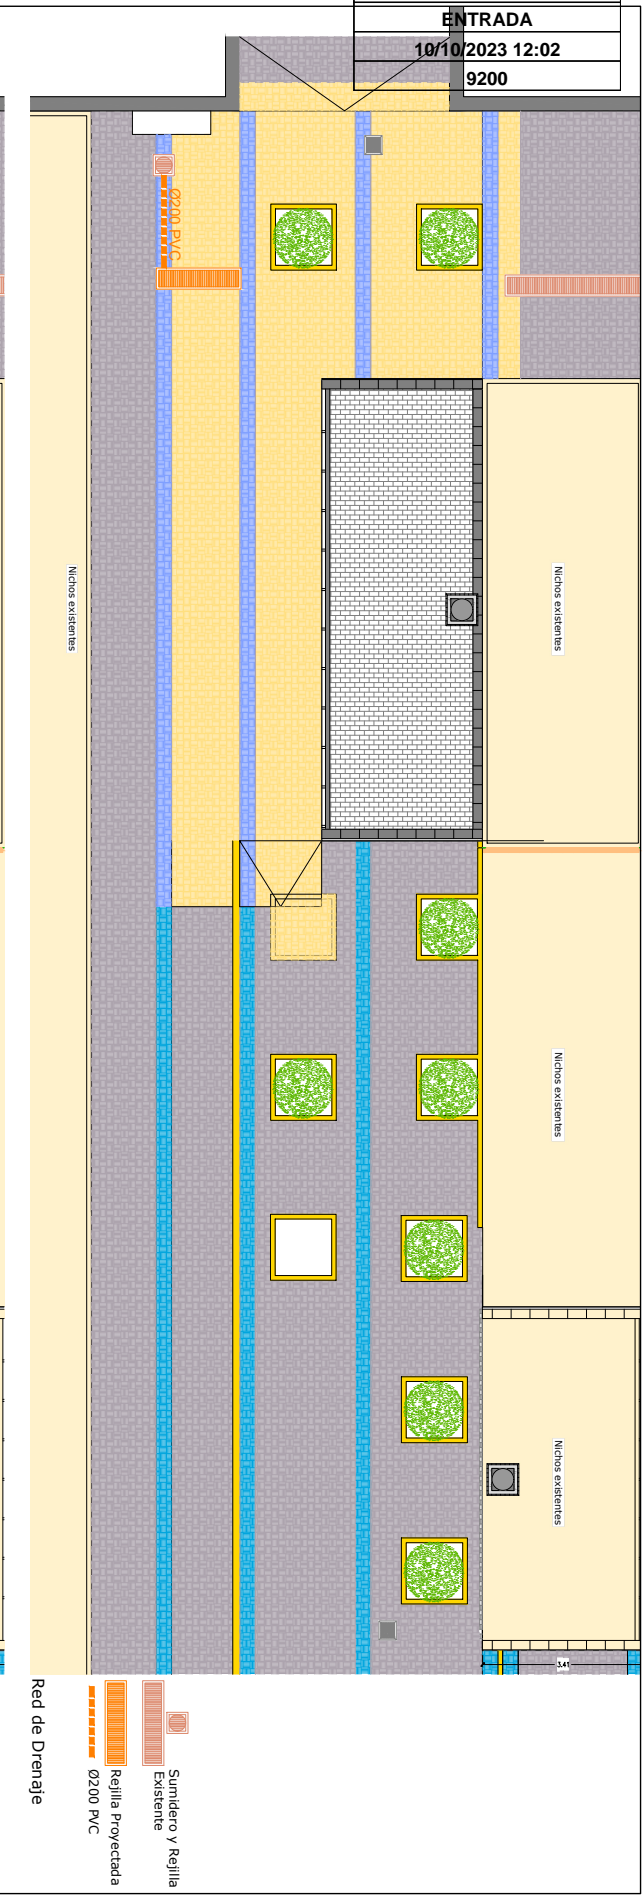 ENTRADA
10/10/2023 12:02
9200
Ø200 PVC
Nichos existentes
Nichos existentes
Nichos existentes
Nichos existentes
3.41
Sumidero y Rejilla
Existente
Rejilla Proyectada
Ø200 PVC
Red de Drenaje